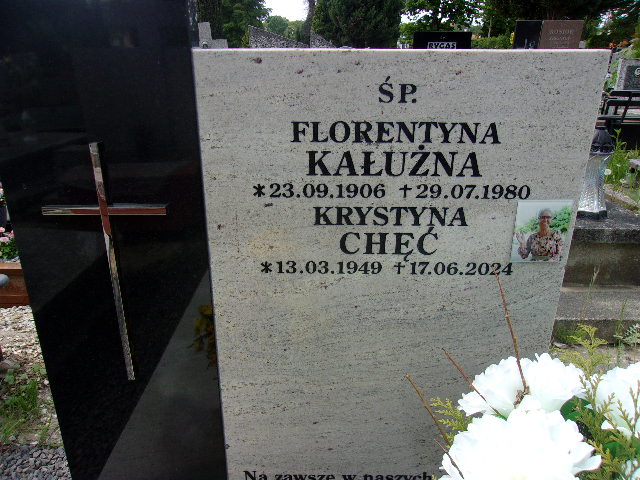 ŚP.
FLORENTYNA
KAŁUŻNA
*23.09.1906 †29.07.1980
KRYSTYNA
CHĘĆ
*13.03.1949 †17.06.2024
Na zawsze w naszych